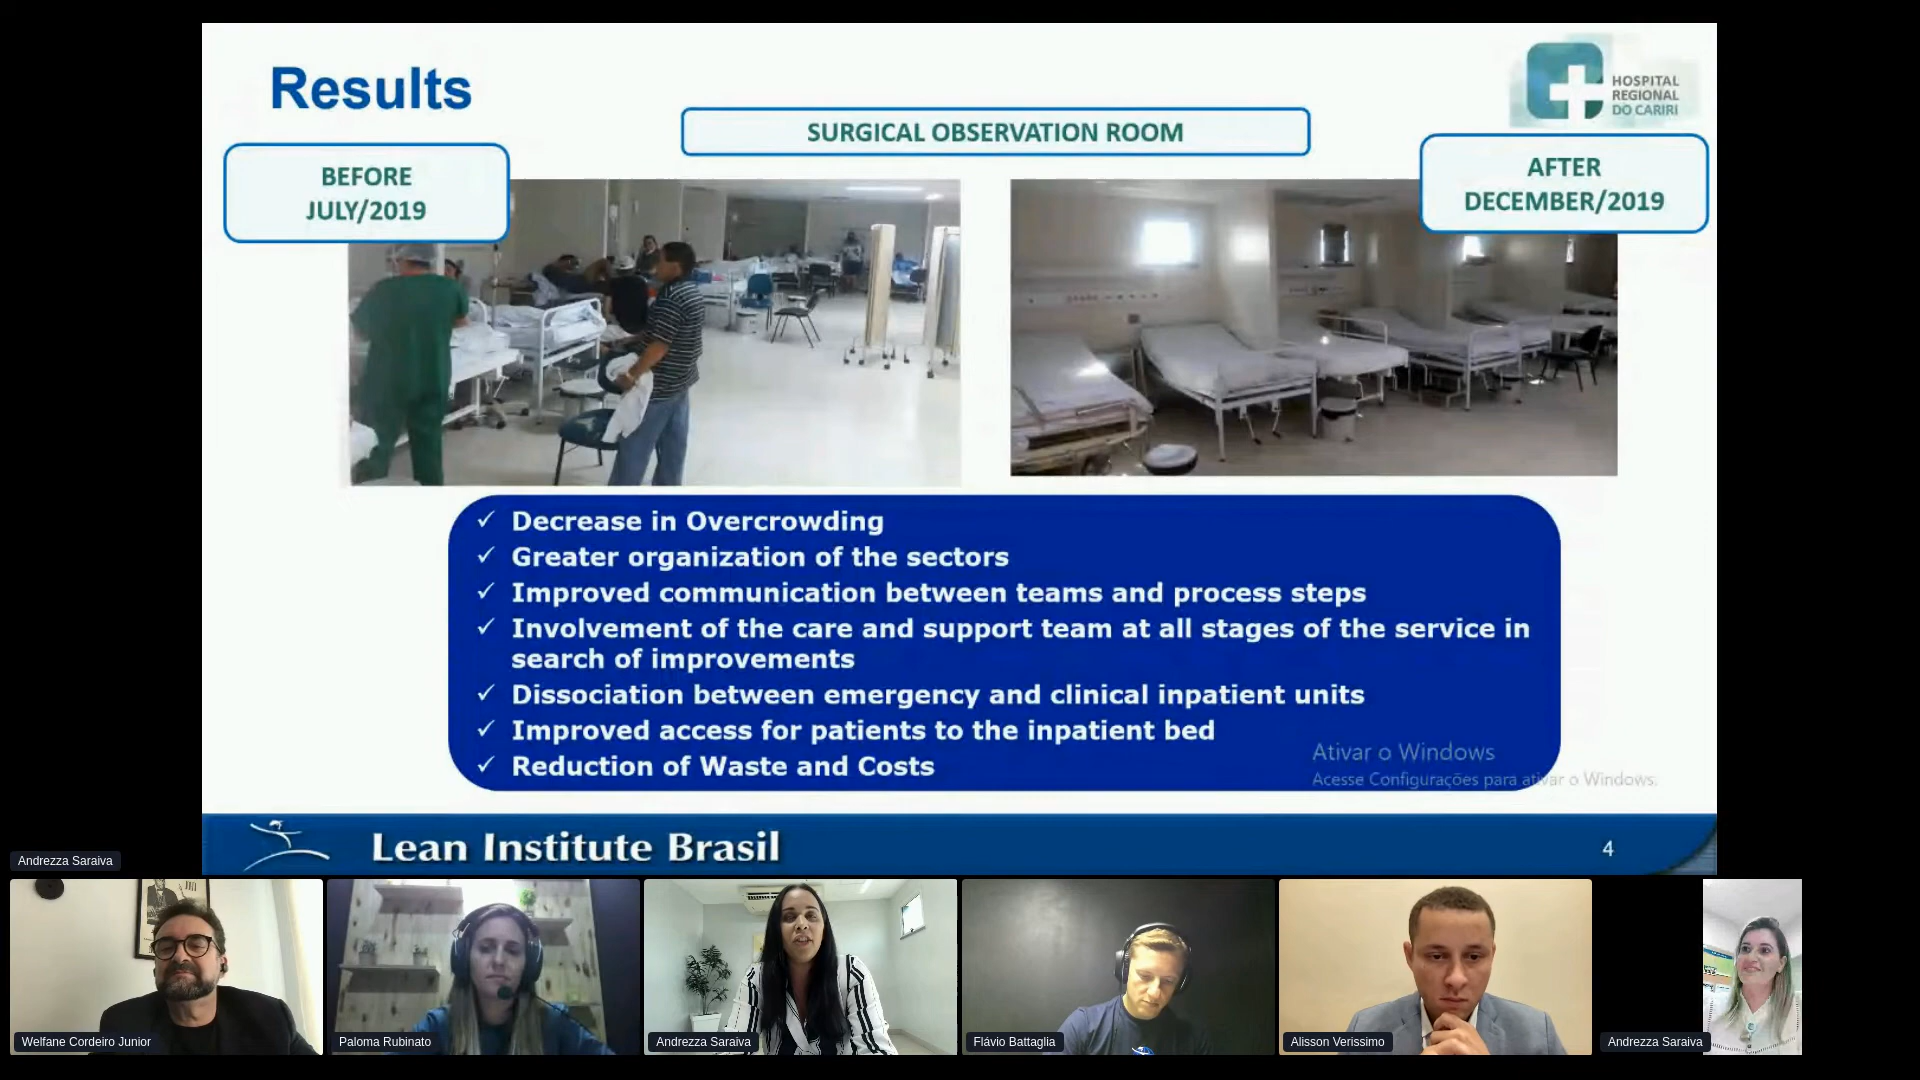 Results
HOSPITAL
REGIONAL
DO CARIRI
SURGICAL OBSERVATION ROOM
BEFORE
JULY/2019
AFTER
DECEMBER/2019
✓ Decrease in Overcrowding
✓ Greater organization of the sectors
✓ Improved communication between teams and process steps
✓ Involvement of the care and support team at all stages of the service in
search of improvements
✓ Dissociation between emergency and clinical inpatient units
✓ Improved access for patients to the inpatient bed
✓ Reduction of Waste and Costs
Ativar o Windows
Acesse Configurações para ativar o Windows.
Lean Institute Brasil
4
Andrezza Saraiva
Welfane Cordeiro Junior
Paloma Rubinato
Andrezza Saraiva
Flávio Battaglia
Alisson Verissimo
Andrezza Saraiva